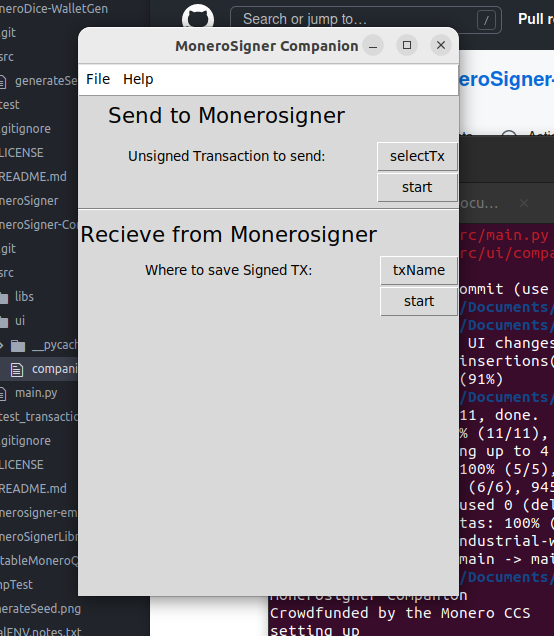 neroDice-WalletGen
.git
src
generateSe
test
.gitignore
LICENSE
README.md
neroSigner
neroSigner-Cor
.git
src
libs
ui
__pycach
compani
main.py
test_transactic
.gitignore
LICENSE
README.md
nerosigner-em
neroSignerLibr
tableMoneroQ
npTest
nerateSeed.png
alENV.notes.txt
Search or jump to…
/
Pull re
MoneroSigner Companion
File Help
Send to Monerosigner
Unsigned Transaction to send:
selectTx
start
Recieve from Monerosigner
Where to save Signed TX:
txName
start
eroSigner-
Actio
ocu...
rc/main.py
rc/ui/compa
ommit (use
/Documents/
/Documents/
UI changes
insertions(
(91%)
/Documents/
11, done.
% (11/11),
ng up to 4
100% (5/5),
(6/6), 945
used 0 (del
tas: 100% (
ndustrial-w
main -> mai
/Documents/
MoneroSigner Companion
Crowdfunded by the Monero CCS
setting up